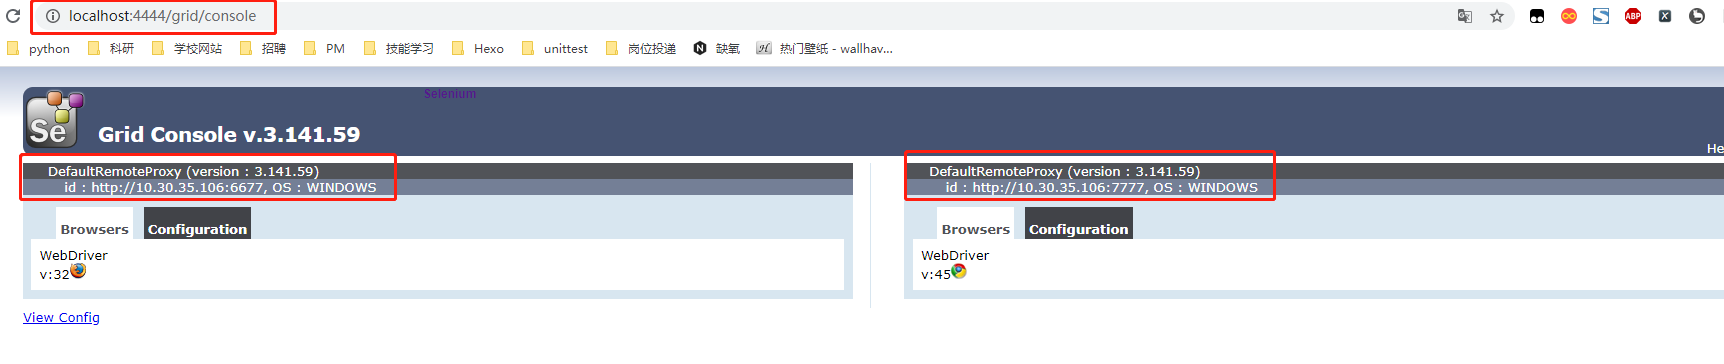 localhost:4444/grid/console
ABP
X
python 科研 学校网站 招聘 PM 技能学习 Hexo unittest 岗位投递 N 缺氧 H 热门壁纸 - wallhav...
Selenium
Se Grid Console v.3.141.59
He
DefaultRemoteProxy (version : 3.141.59)
id : http://10.30.35.106:6677, OS : WINDOWS
Browsers Configuration
WebDriver
v:32
DefaultRemoteProxy (version : 3.141.59)
id : http://10.30.35.106:7777, OS : WINDOWS
Browsers Configuration
WebDriver
v:45
View Config